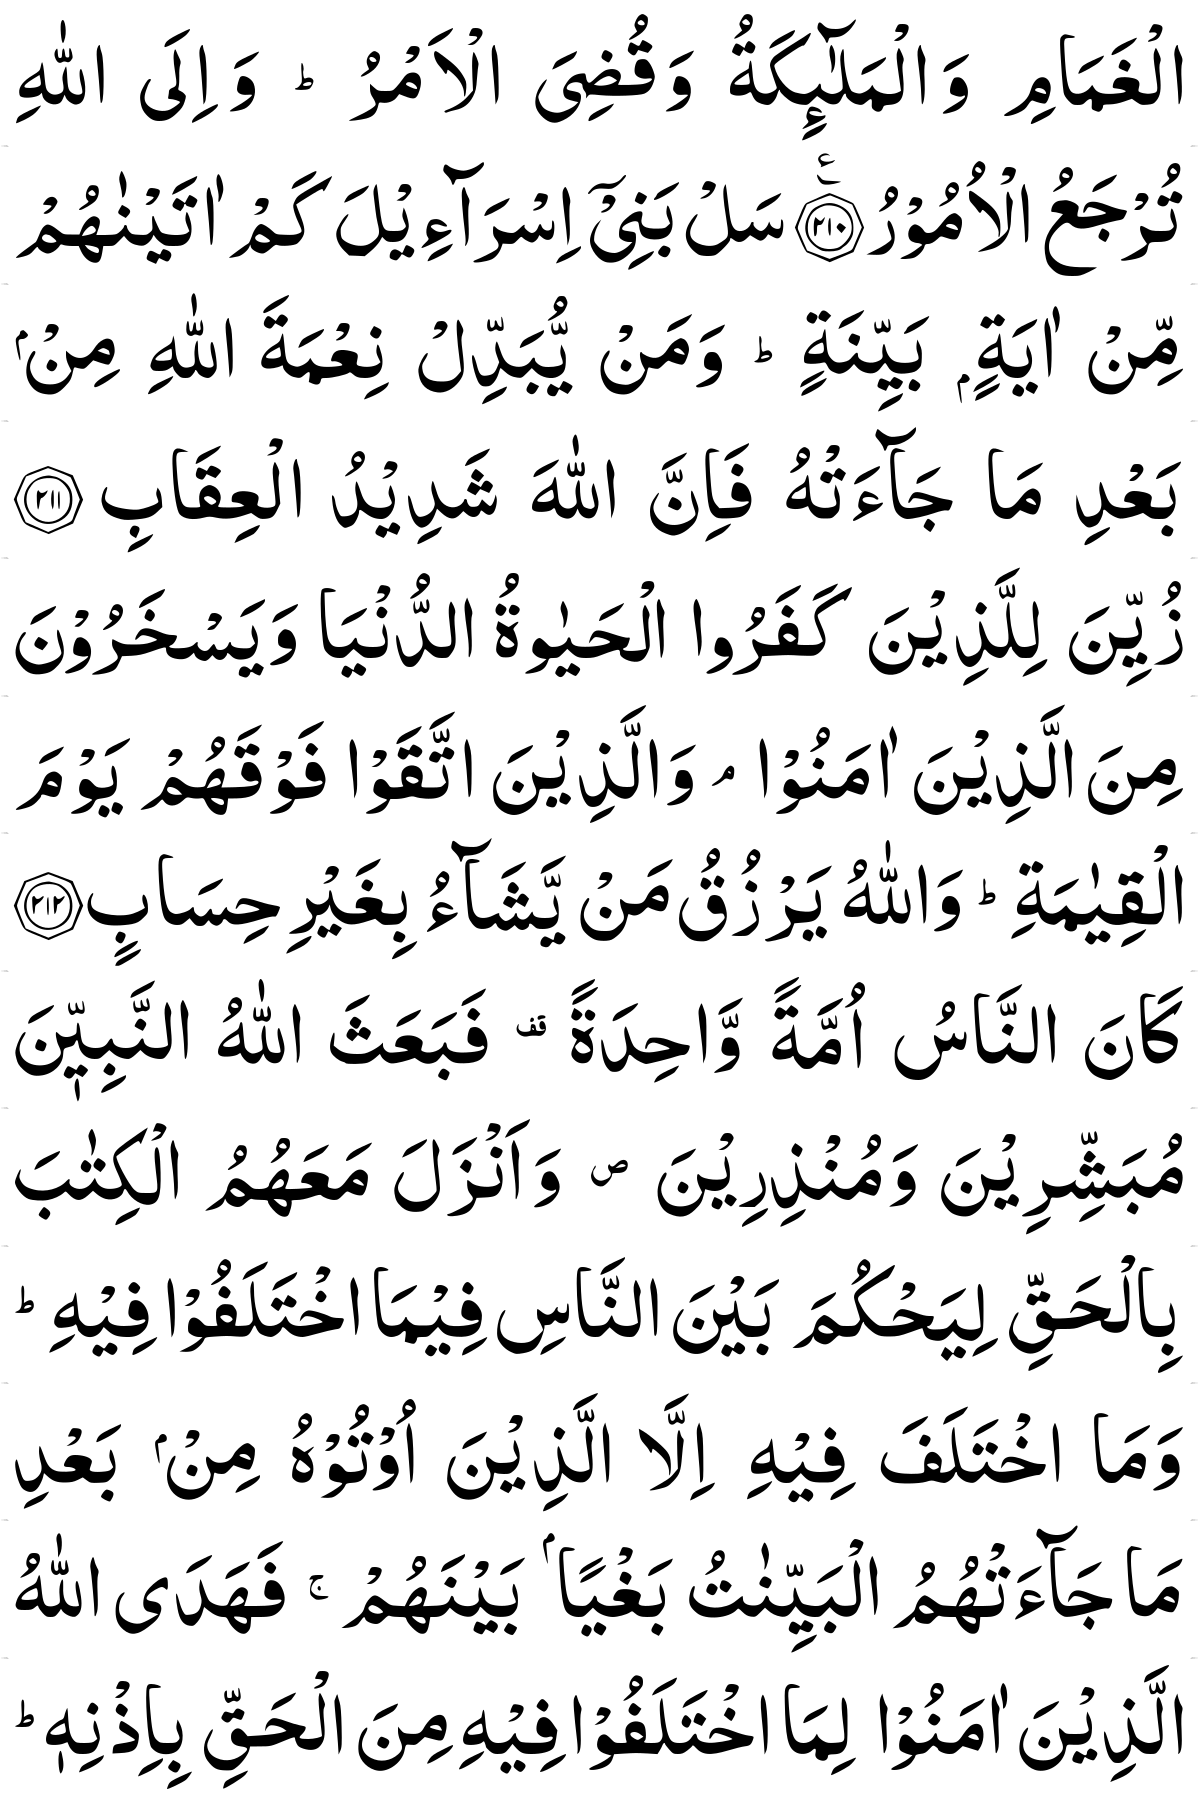 الْغَمَامِ وَالْمَلٰٓىِٕكَةُ وَقُضِیَ الْاَمْرُ ؕ وَاِلَی اللّٰهِ
تُرْجَعُ الْاُمُوْرُ ۠﴿۲۱۰﴾ سَلْ بَنِیْۤ اِسْرَآءِیْلَ كَمْ اٰتَیْنٰهُمْ
مِّنْ اٰیَةٍۭ بَیِّنَةٍ ؕ وَمَنْ یُّبَدِّلْ نِعْمَةَ اللّٰهِ مِنْۢ
بَعْدِ مَا جَآءَتْهُ فَاِنَّ اللّٰهَ شَدِیْدُ الْعِقَابِ ﴿۲۱۱﴾
زُیِّنَ لِلَّذِیْنَ كَفَرُوا الْحَیٰوةُ الدُّنْیَا وَیَسْخَرُوْنَ
مِنَ الَّذِیْنَ اٰمَنُوْا ۘ وَالَّذِیْنَ اتَّقَوْا فَوْقَهُمْ یَوْمَ
الْقِیٰمَةِ ؕ وَاللّٰهُ یَرْزُقُ مَنْ یَّشَآءُ بِغَیْرِ حِسَابٍ ﴿۲۱۲﴾
كَانَ النَّاسُ اُمَّةً وَّاحِدَةً ۫ فَبَعَثَ اللّٰهُ النَّبِیّٖنَ
مُبَشِّرِیْنَ وَمُنْذِرِیْنَ ۪ وَاَنْزَلَ مَعَهُمُ الْكِتٰبَ
بِالْحَقِّ لِیَحْكُمَ بَیْنَ النَّاسِ فِیْمَا اخْتَلَفُوْا فِیْهِ ؕ
وَمَا اخْتَلَفَ فِیْهِ اِلَّا الَّذِیْنَ اُوْتُوْهُ مِنْۢ بَعْدِ
مَا جَآءَتْهُمُ الْبَیِّنٰتُ بَغْیًۢا بَیْنَهُمْ ۚ فَهَدَی اللّٰهُ
الَّذِیْنَ اٰمَنُوْا لِمَا اخْتَلَفُوْا فِیْهِ مِنَ الْحَقِّ بِاِذْنِهٖ ؕ